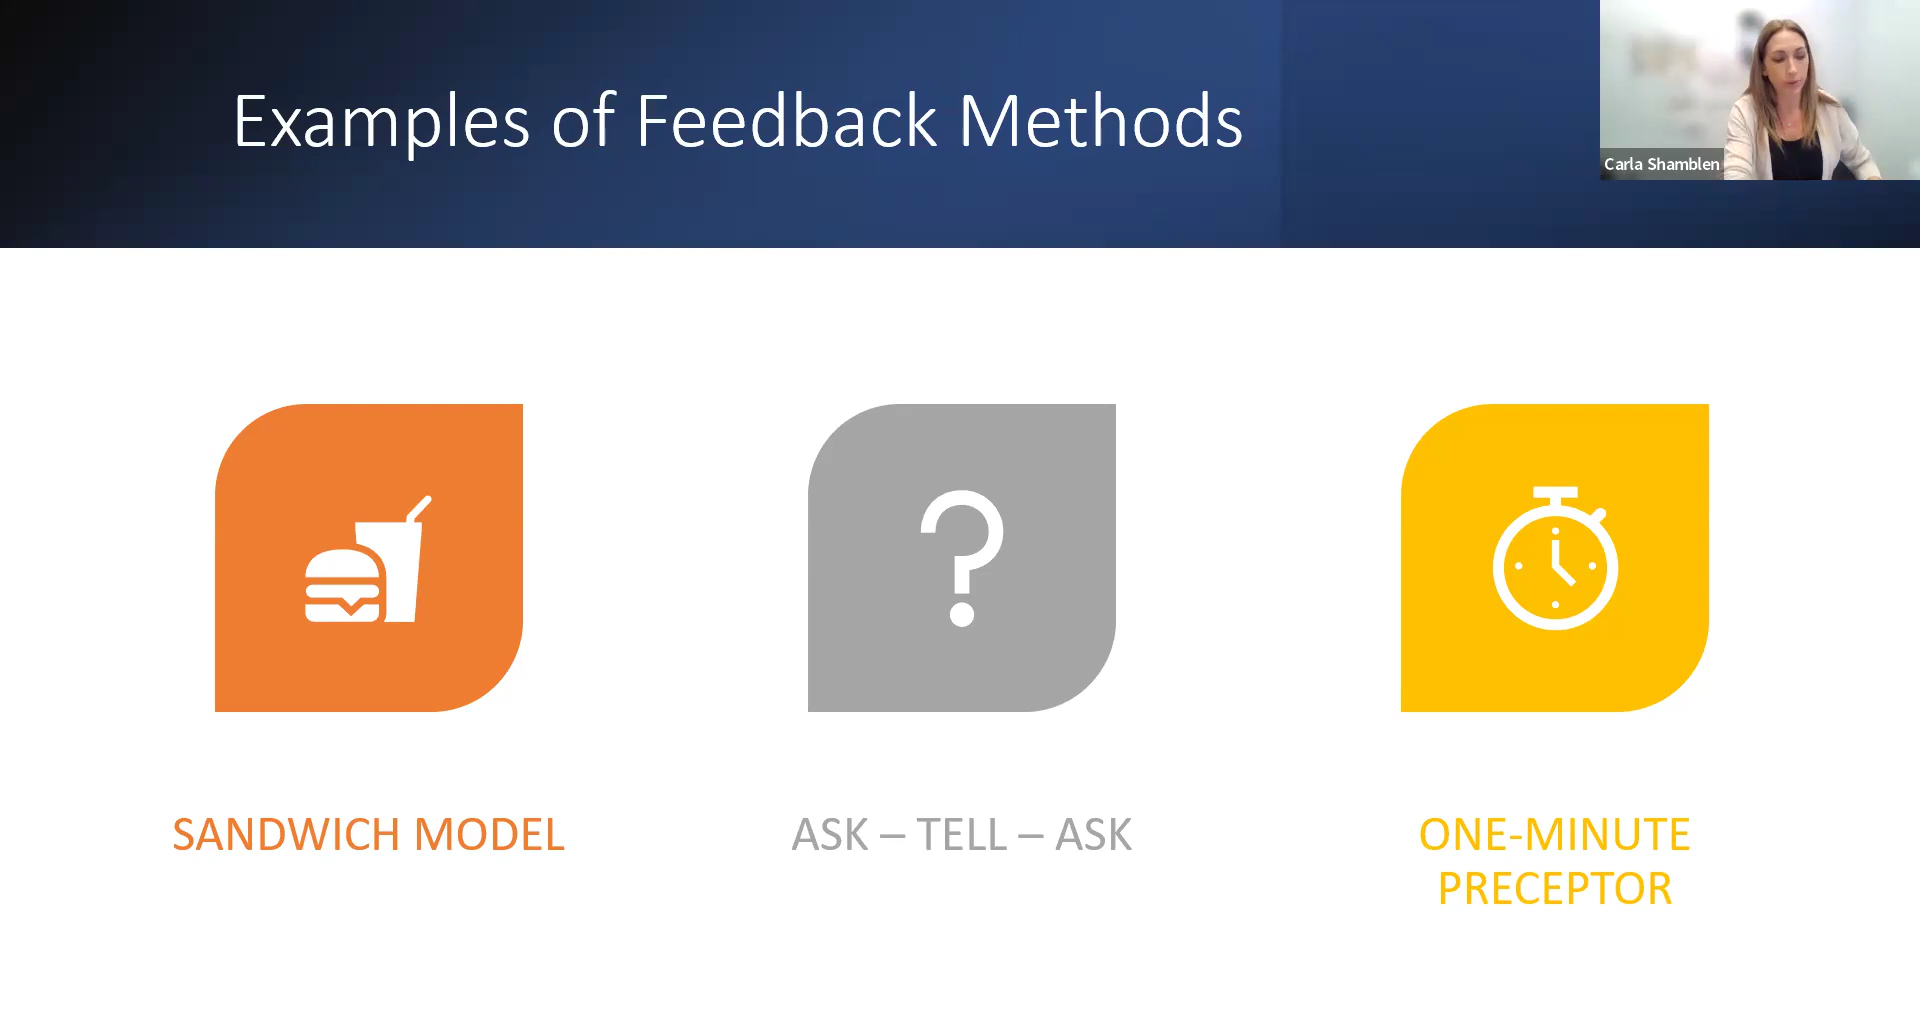 Examples of Feedback Methods
Carla Shamblen
SANDWICH MODEL
ASK – TELL – ASK
ONE-MINUTE
PRECEPTOR